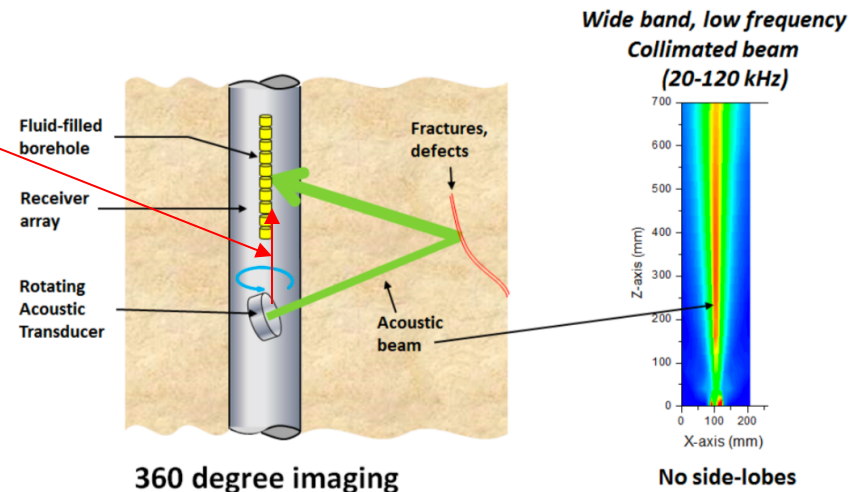 Wide band, low frequency
Collimated beam
(20-120 kHz)
Fluid-filled
borehole
Receiver
array
Rotating
Acoustic
Transducer
Fractures,
defects
Acoustic
beam
700
600
500
400
300
200
100
0
Z-axis (mm)
0 100 200
X-axis (mm)
360 degree imaging
No side-lobes